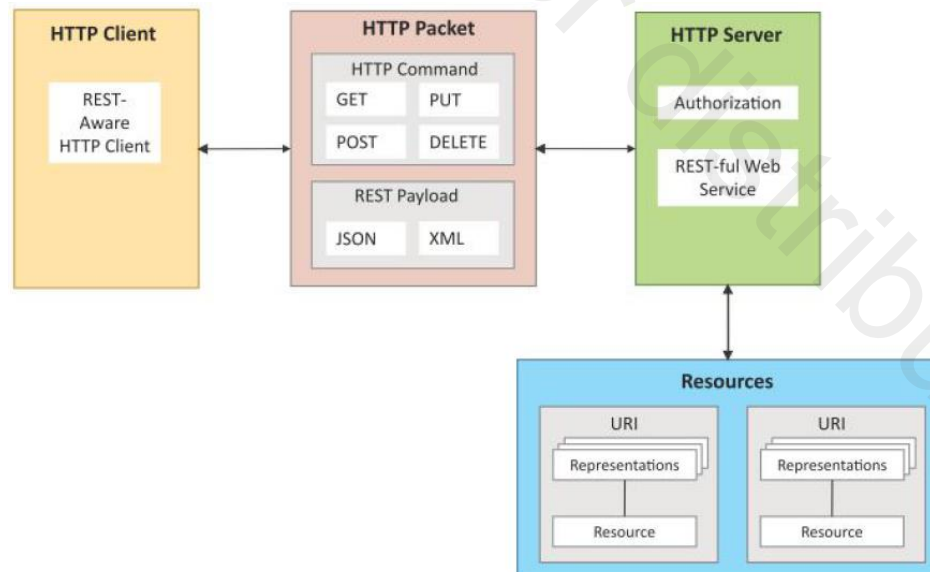 HTTP Client
REST-
Aware
HTTP Client
HTTP Packet
HTTP Command
GET
PUT
POST
DELETE
REST Payload
JSON
XML
HTTP Server
Authorization
REST-ful Web
Service
Resources
URI
Representations
Resource
URI
Representations
Resource